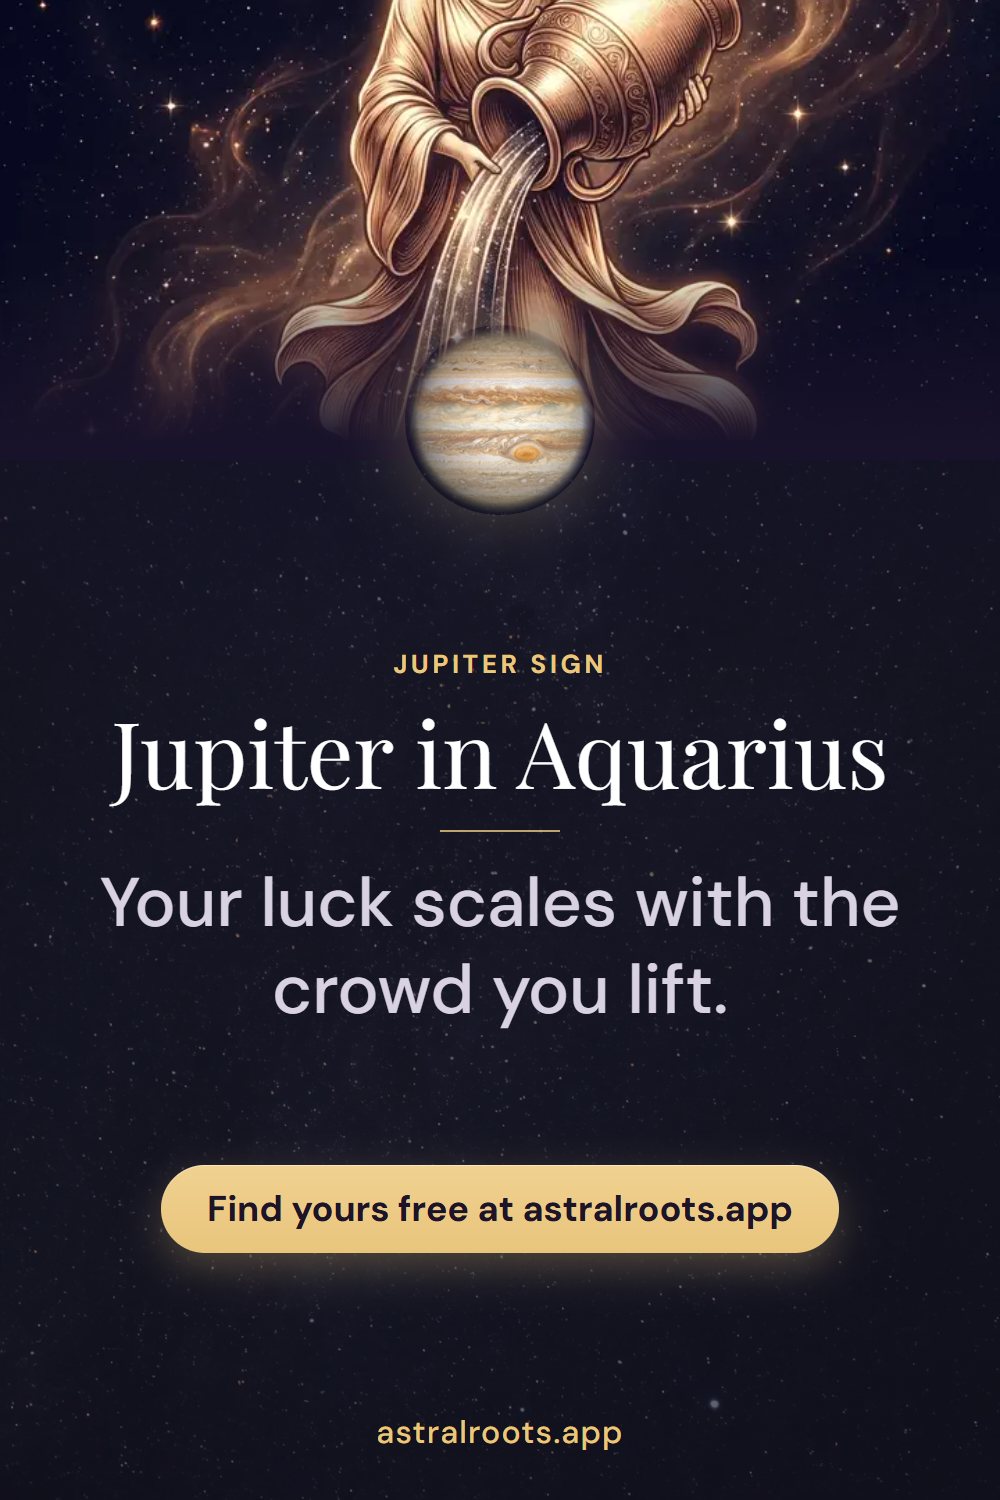 JUPITER SIGN
Jupiter in Aquarius
Your luck scales with the
crowd you lift.
Find yours free at astralroots.app
astralroots.app